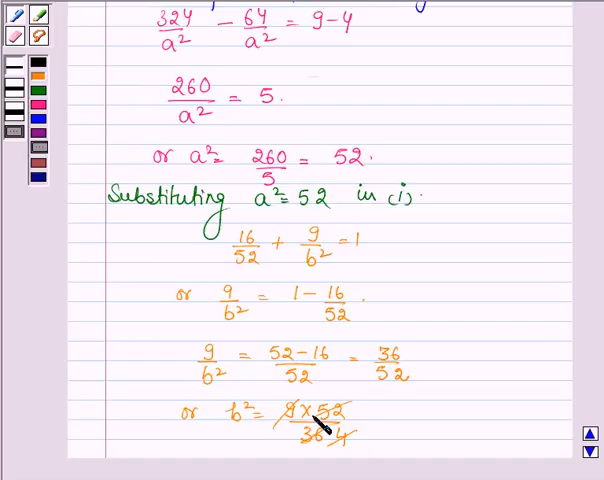 324/a² - 64/a² = 9-4
260/a² = 5.
or a² = 260/5 = 52.
Substituting a² = 52 in (i).
16/52 + 9/b² = 1
or 9/b² = 1 - 16/52.
9/b² = 52-16/52 = 36/52
or b² = 9 x 52/36 4